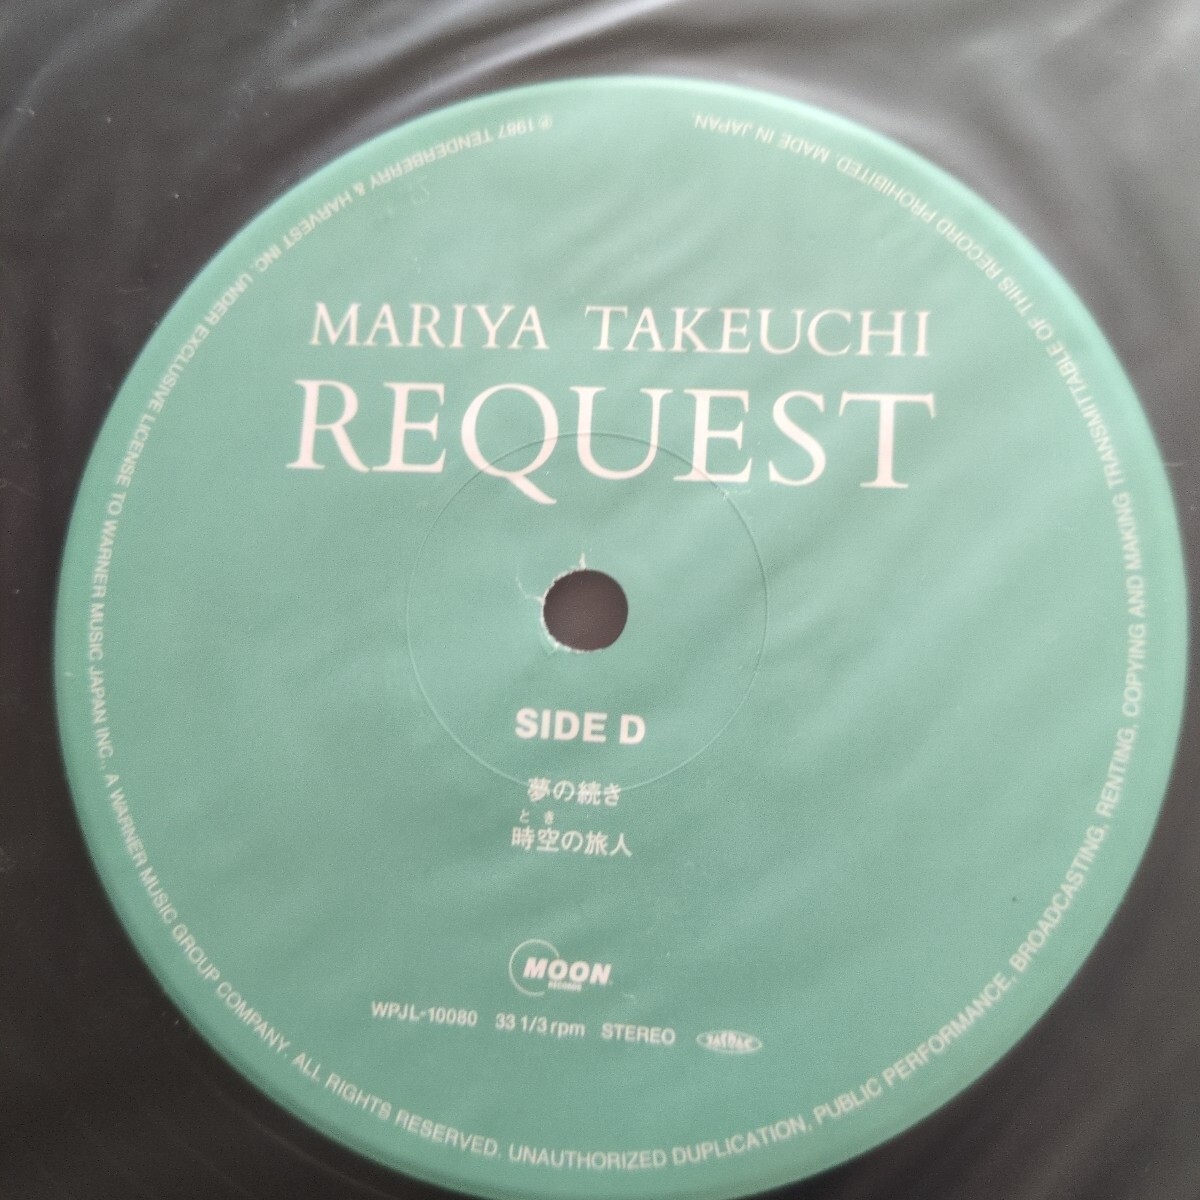 MARIYA TAKEUCHI
REQUEST
SIDE D
夢の続き
とき
時空の旅人
MOON
RECORDS
WPJL-10080 33 1/3 rpm STEREO JASRAC
℗ 1987 TENDERBERRY & HARVEST INC. UNDER EXCLUSIVE LICENSE TO WARNER MUSIC JAPAN INC., A WARNER MUSIC GROUP COMPANY. ALL RIGHTS RESERVED. UNAUTHORIZED DUPLICATION, PUBLIC PERFORMANCE, BROADCASTING, RENTING, COPYING AND MAKING TRANSMITTABLE OF THIS RECORD PROHIBITED. MADE IN JAPAN